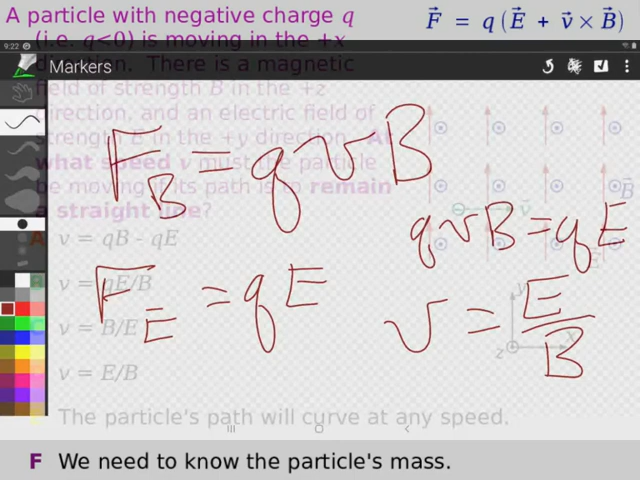 A particle with negative charge q
(i.e. q<0) is moving in the +x
F = q (E + v × B)
9:22
Markers
direction. There is a magnetic
field of strength B in the +z
direction, and an electric field of
strength E in the +y direction. At
what speed v must the particle
be moving if its path is to remain
a straight line?
F_B = qvB
qvB = qE
F_E = qE
v = E/B
B
v
E
y
x
z
A v = qB - qE
v = qE/B
v = B/E
v = E/B
The particle's path will curve at any speed.
F We need to know the particle's mass.